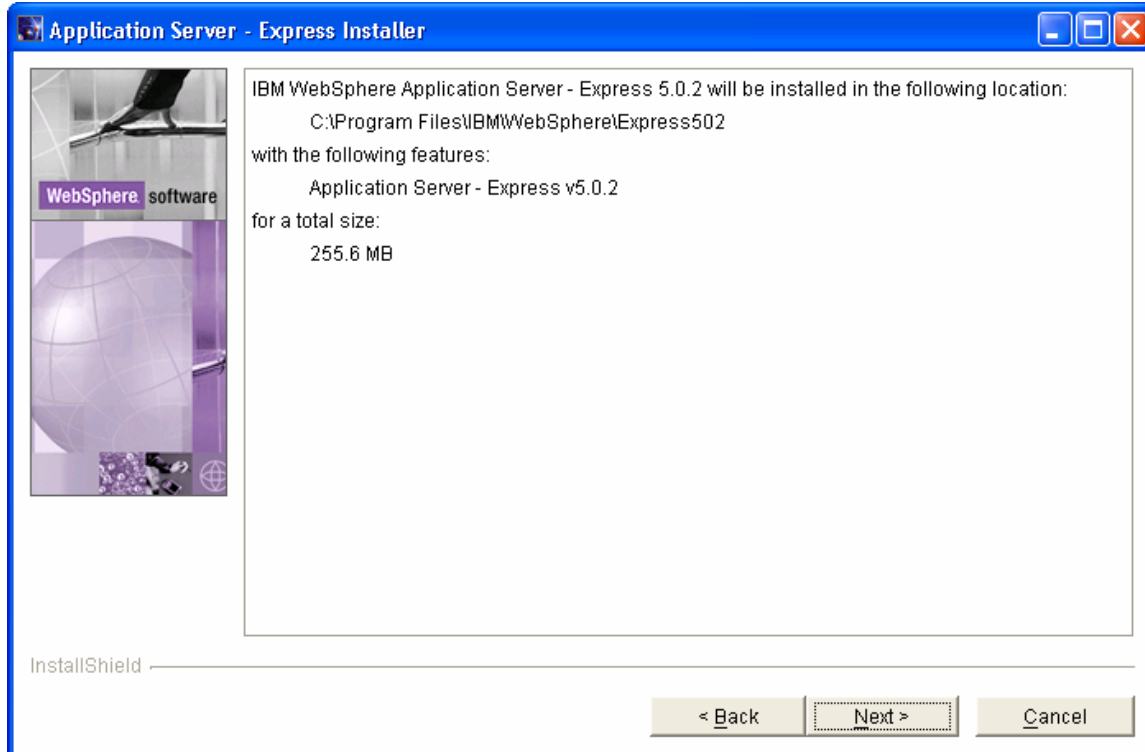 Application Server - Express Installer
WebSphere software
IBM WebSphere Application Server - Express 5.0.2 will be installed in the following location:
C:\Program Files\IBM\WebSphere\Express502
with the following features:
Application Server - Express v5.0.2
for a total size:
255.6 MB
InstallShield
< Back
Next >
Cancel